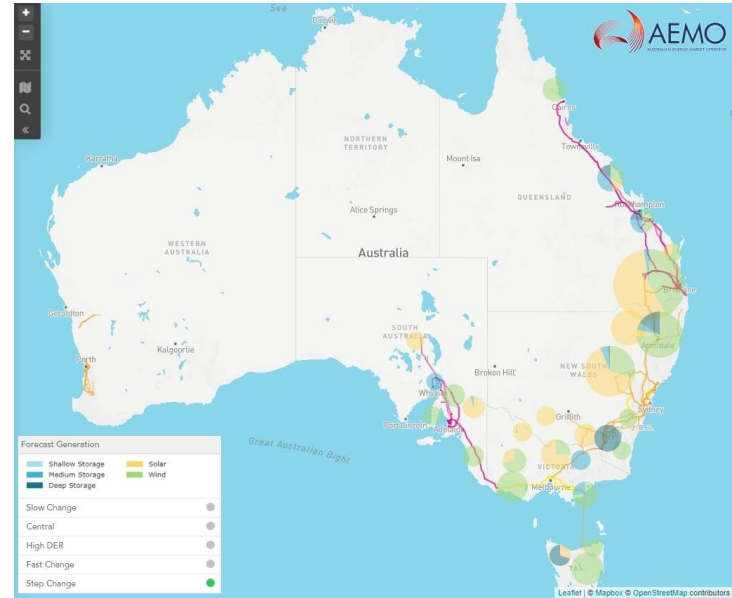 Sea
Darwin
AEMO
AUSTRALIAN ENERGY MARKET OPERATOR
+
−
«
Cairns
NORTHERN
TERRITORY
Townsville
Karratha
Mount Isa
QUEENSLAND
Rockhampton
Alice Springs
WESTERN
AUSTRALIA
Australia
Brisbane
Geraldton
SOUTH
AUSTRALIA
Armidale
Kalgoorlie
Broken Hill
NEW SOUTH
WALES
Perth
Whyalla
Sydney
Griffith
Port Lincoln
Adelaide
Great Australian Bight
VICTORIA
Melbourne
TAS
Forecast Generation
Shallow Storage
Solar
Medium Storage
Wind
Deep Storage
Slow Change
Central
High DER
Fast Change
Step Change
Leaflet | © Mapbox © OpenStreetMap contributors